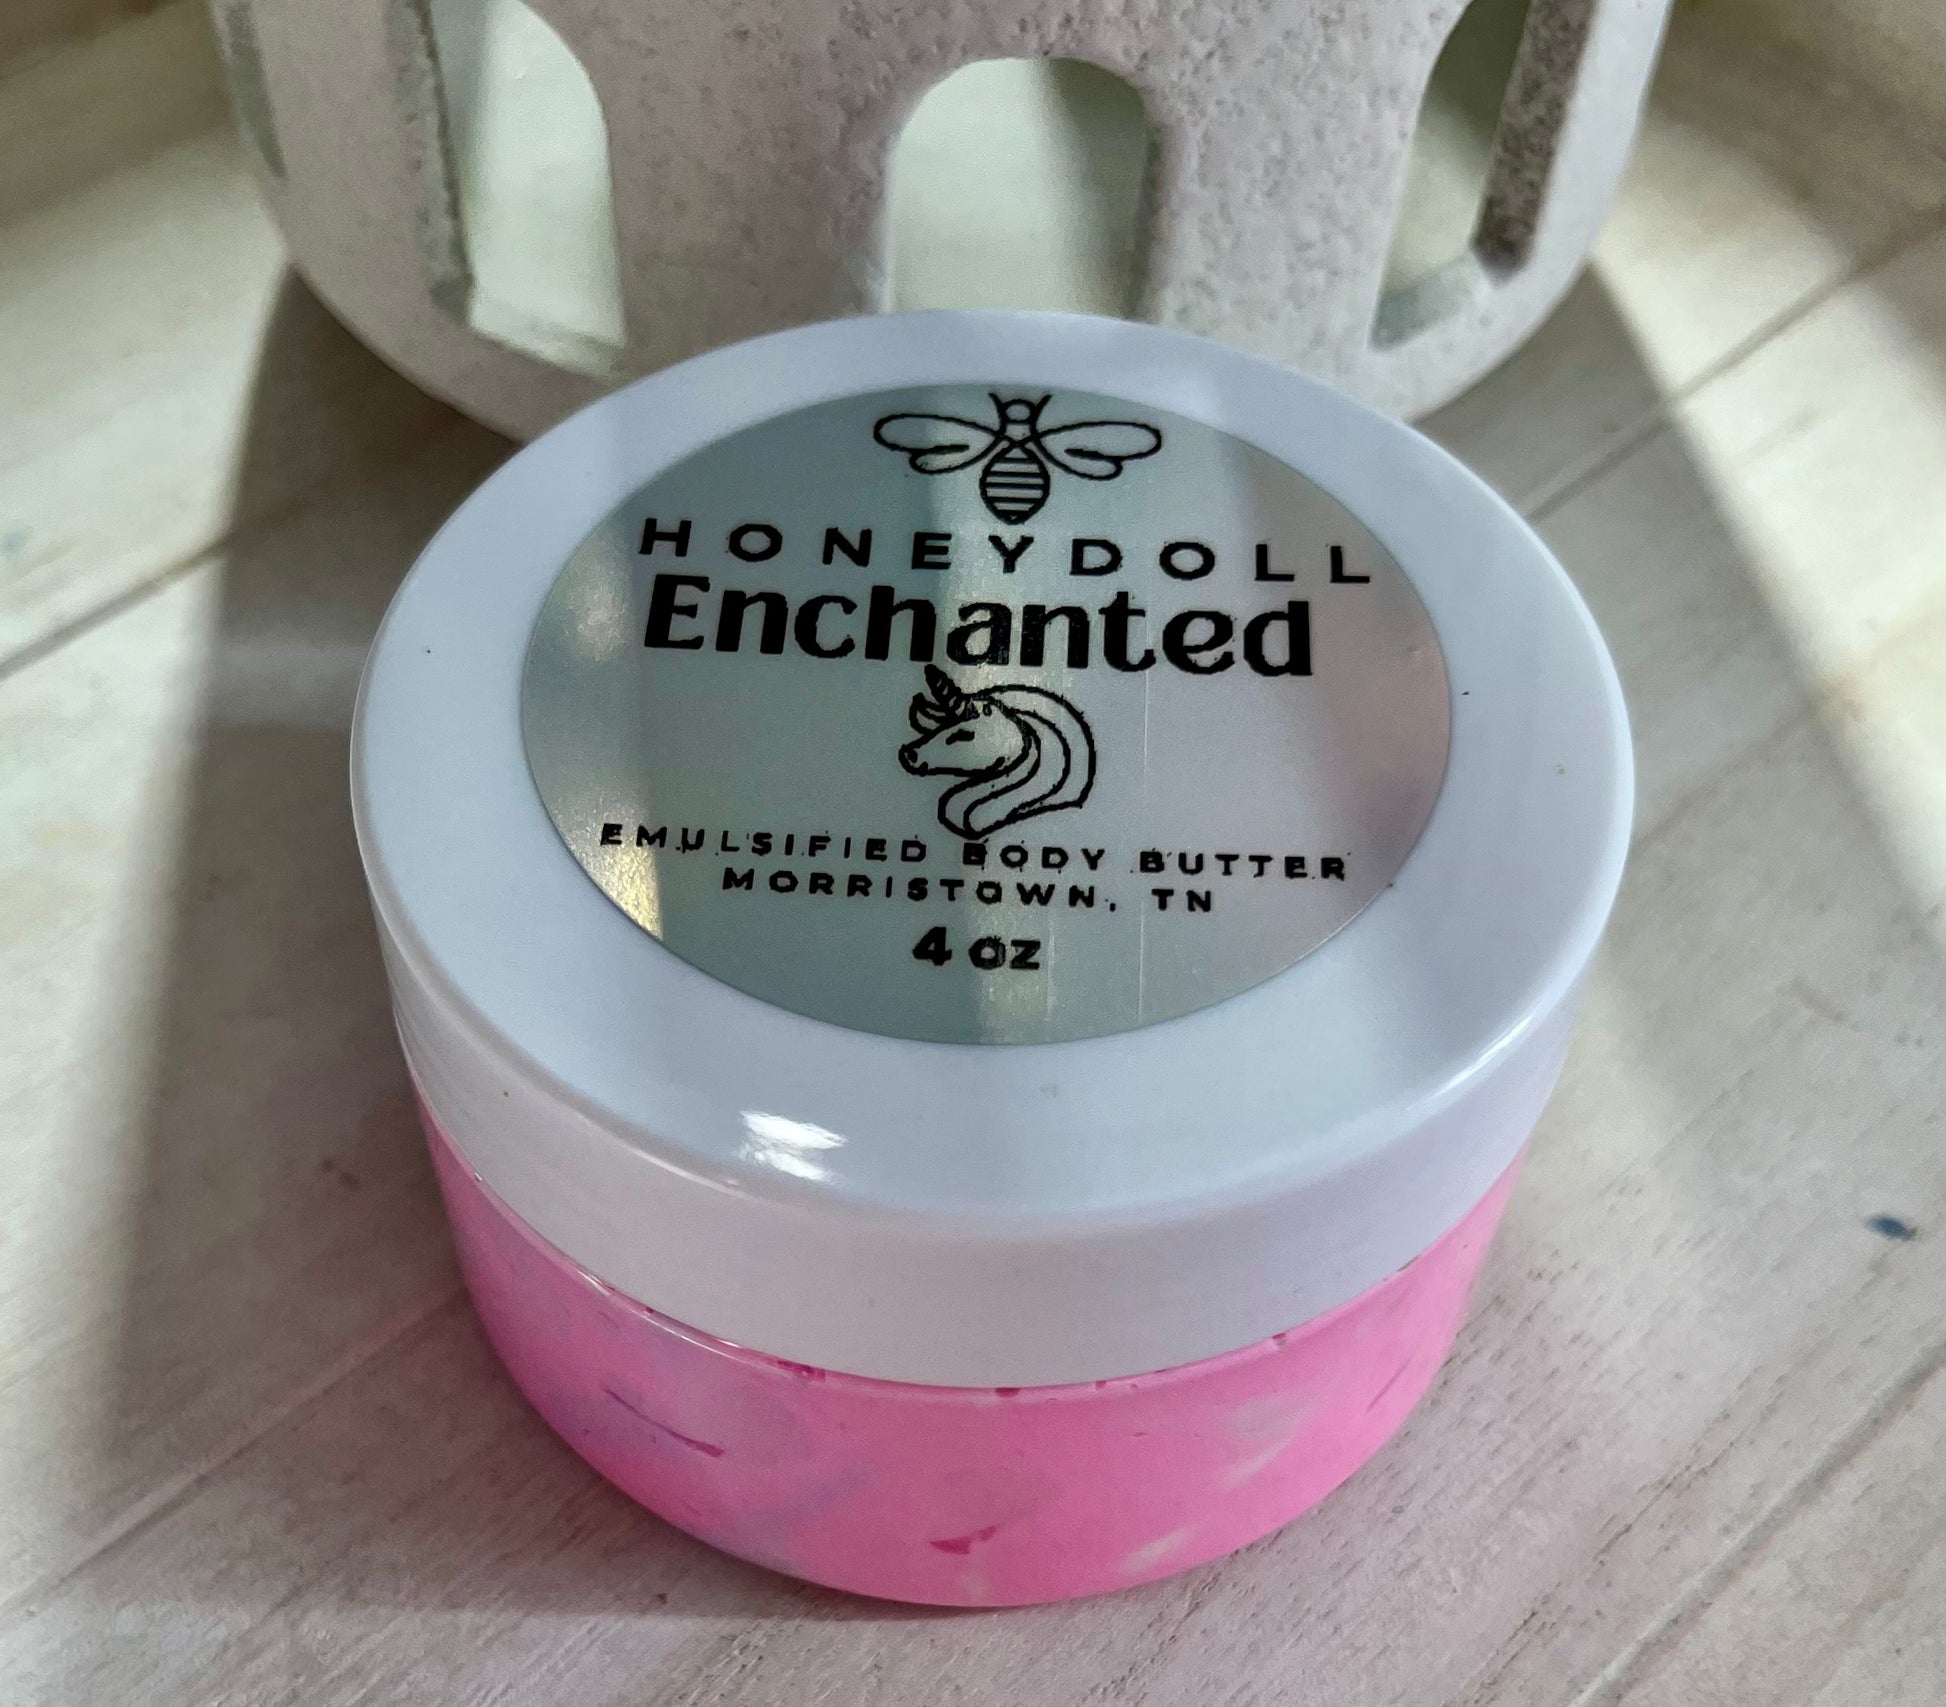 HONEYDOLL
Enchanted
EMULSIFIED BODY BUTTER
MORRISTOWN, TN
4 oz